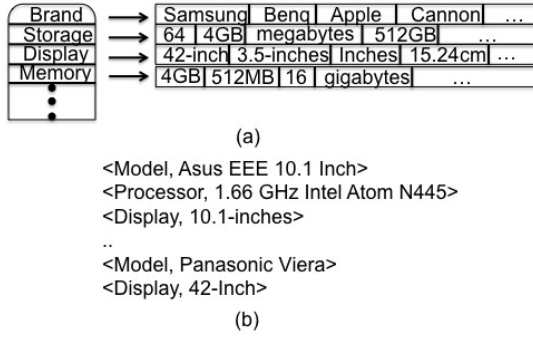 Brand Samsung Benq Apple Cannon ...
Storage 64 4GB megabytes 512GB ...
Display 42-inch 3.5-inches Inches 15.24cm ...
Memory 4GB 512MB 16 gigabytes ...
(a)
<Model, Asus EEE 10.1 Inch>
<Processor, 1.66 GHz Intel Atom N445>
<Display, 10.1-inches>
..
<Model, Panasonic Viera>
<Display, 42-Inch>
(b)